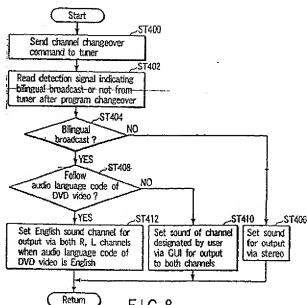 Start
ST400
Send channel changeover
command to tuner
ST402
Read detection signal indicating
bilingual broadcast or not from
tuner after program changeover
ST404
Bilingual
broadcast ?
NO
YES
ST408
Follow
audio language code of
DVD video ?
NO
YES
ST412
ST410
ST406
Set English sound channel for
output via both R, L channels
when audio language code of
DVD video is English
Set sound of channel
designated by user
via GUI for output
to both channels
Set sound
for output
via stereo
Return
FIG. 8